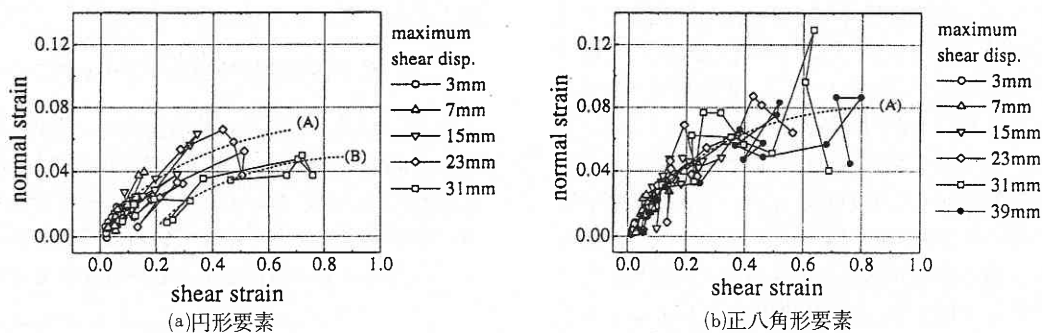 normal strain
0.12
0.08
0.04
0.00
0.0 0.2 0.4 0.6 0.8 1.0
shear strain
(A)
(B)
maximum
shear disp.
3mm
7mm
15mm
23mm
31mm
(a)円形要素
normal strain
0.12
0.08
0.04
0.00
0.0 0.2 0.4 0.6 0.8 1.0
shear strain
(A)
maximum
shear disp.
3mm
7mm
15mm
23mm
31mm
39mm
(b)正八角形要素